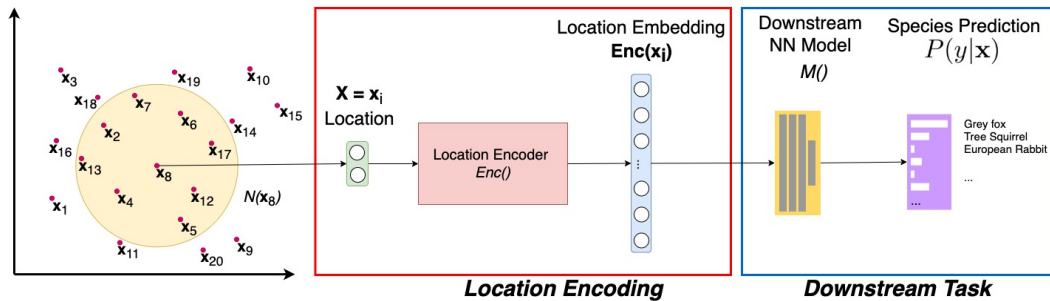 x3
x18
x7
x19
x10
x15
x2
x6
x14
x16
x13
x17
x8
x4
x12
N(x8)
x1
x5
x11
x20
x9
X = xi
Location
Location Encoder
Enc()
Location Embedding
Enc(xi)
...
Location Encoding
Downstream
NN Model
M()
Species Prediction
P(y|x)
Grey fox
Tree Squirrel
European Rabbit
...
...
Downstream Task